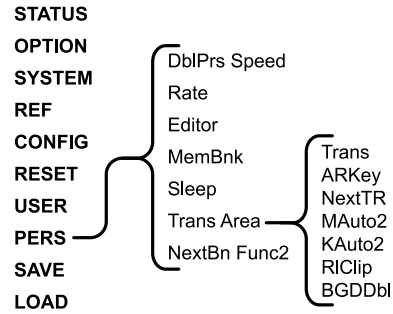 STATUS
OPTION
SYSTEM
REF
CONFIG
RESET
USER
PERS
SAVE
LOAD
DblPrs Speed
Rate
Editor
MemBnk
Sleep
Trans Area
NextBn Func2
Trans
ARKey
NextTR
MAuto2
KAuto2
RlClip
BGDDbl